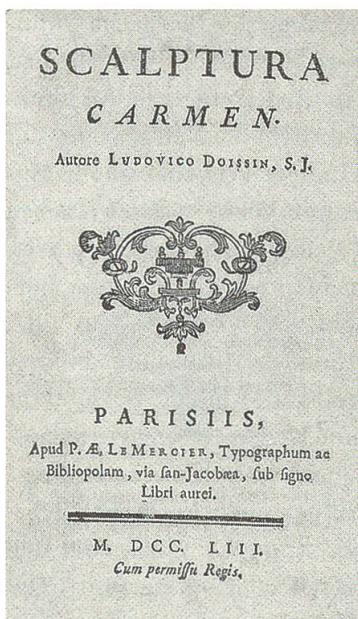 SCALPTURA
CARMEN.
Autore LUDOVICO DOISSIN, S. J.
PARISIIS,
Apud P. Æ. LE MERCIER, Typographum ac
Bibliopolam, via san-Jacobæa, sub signo
Libri aurei.
M. DCC. LIII.
Cum permissu Regis.